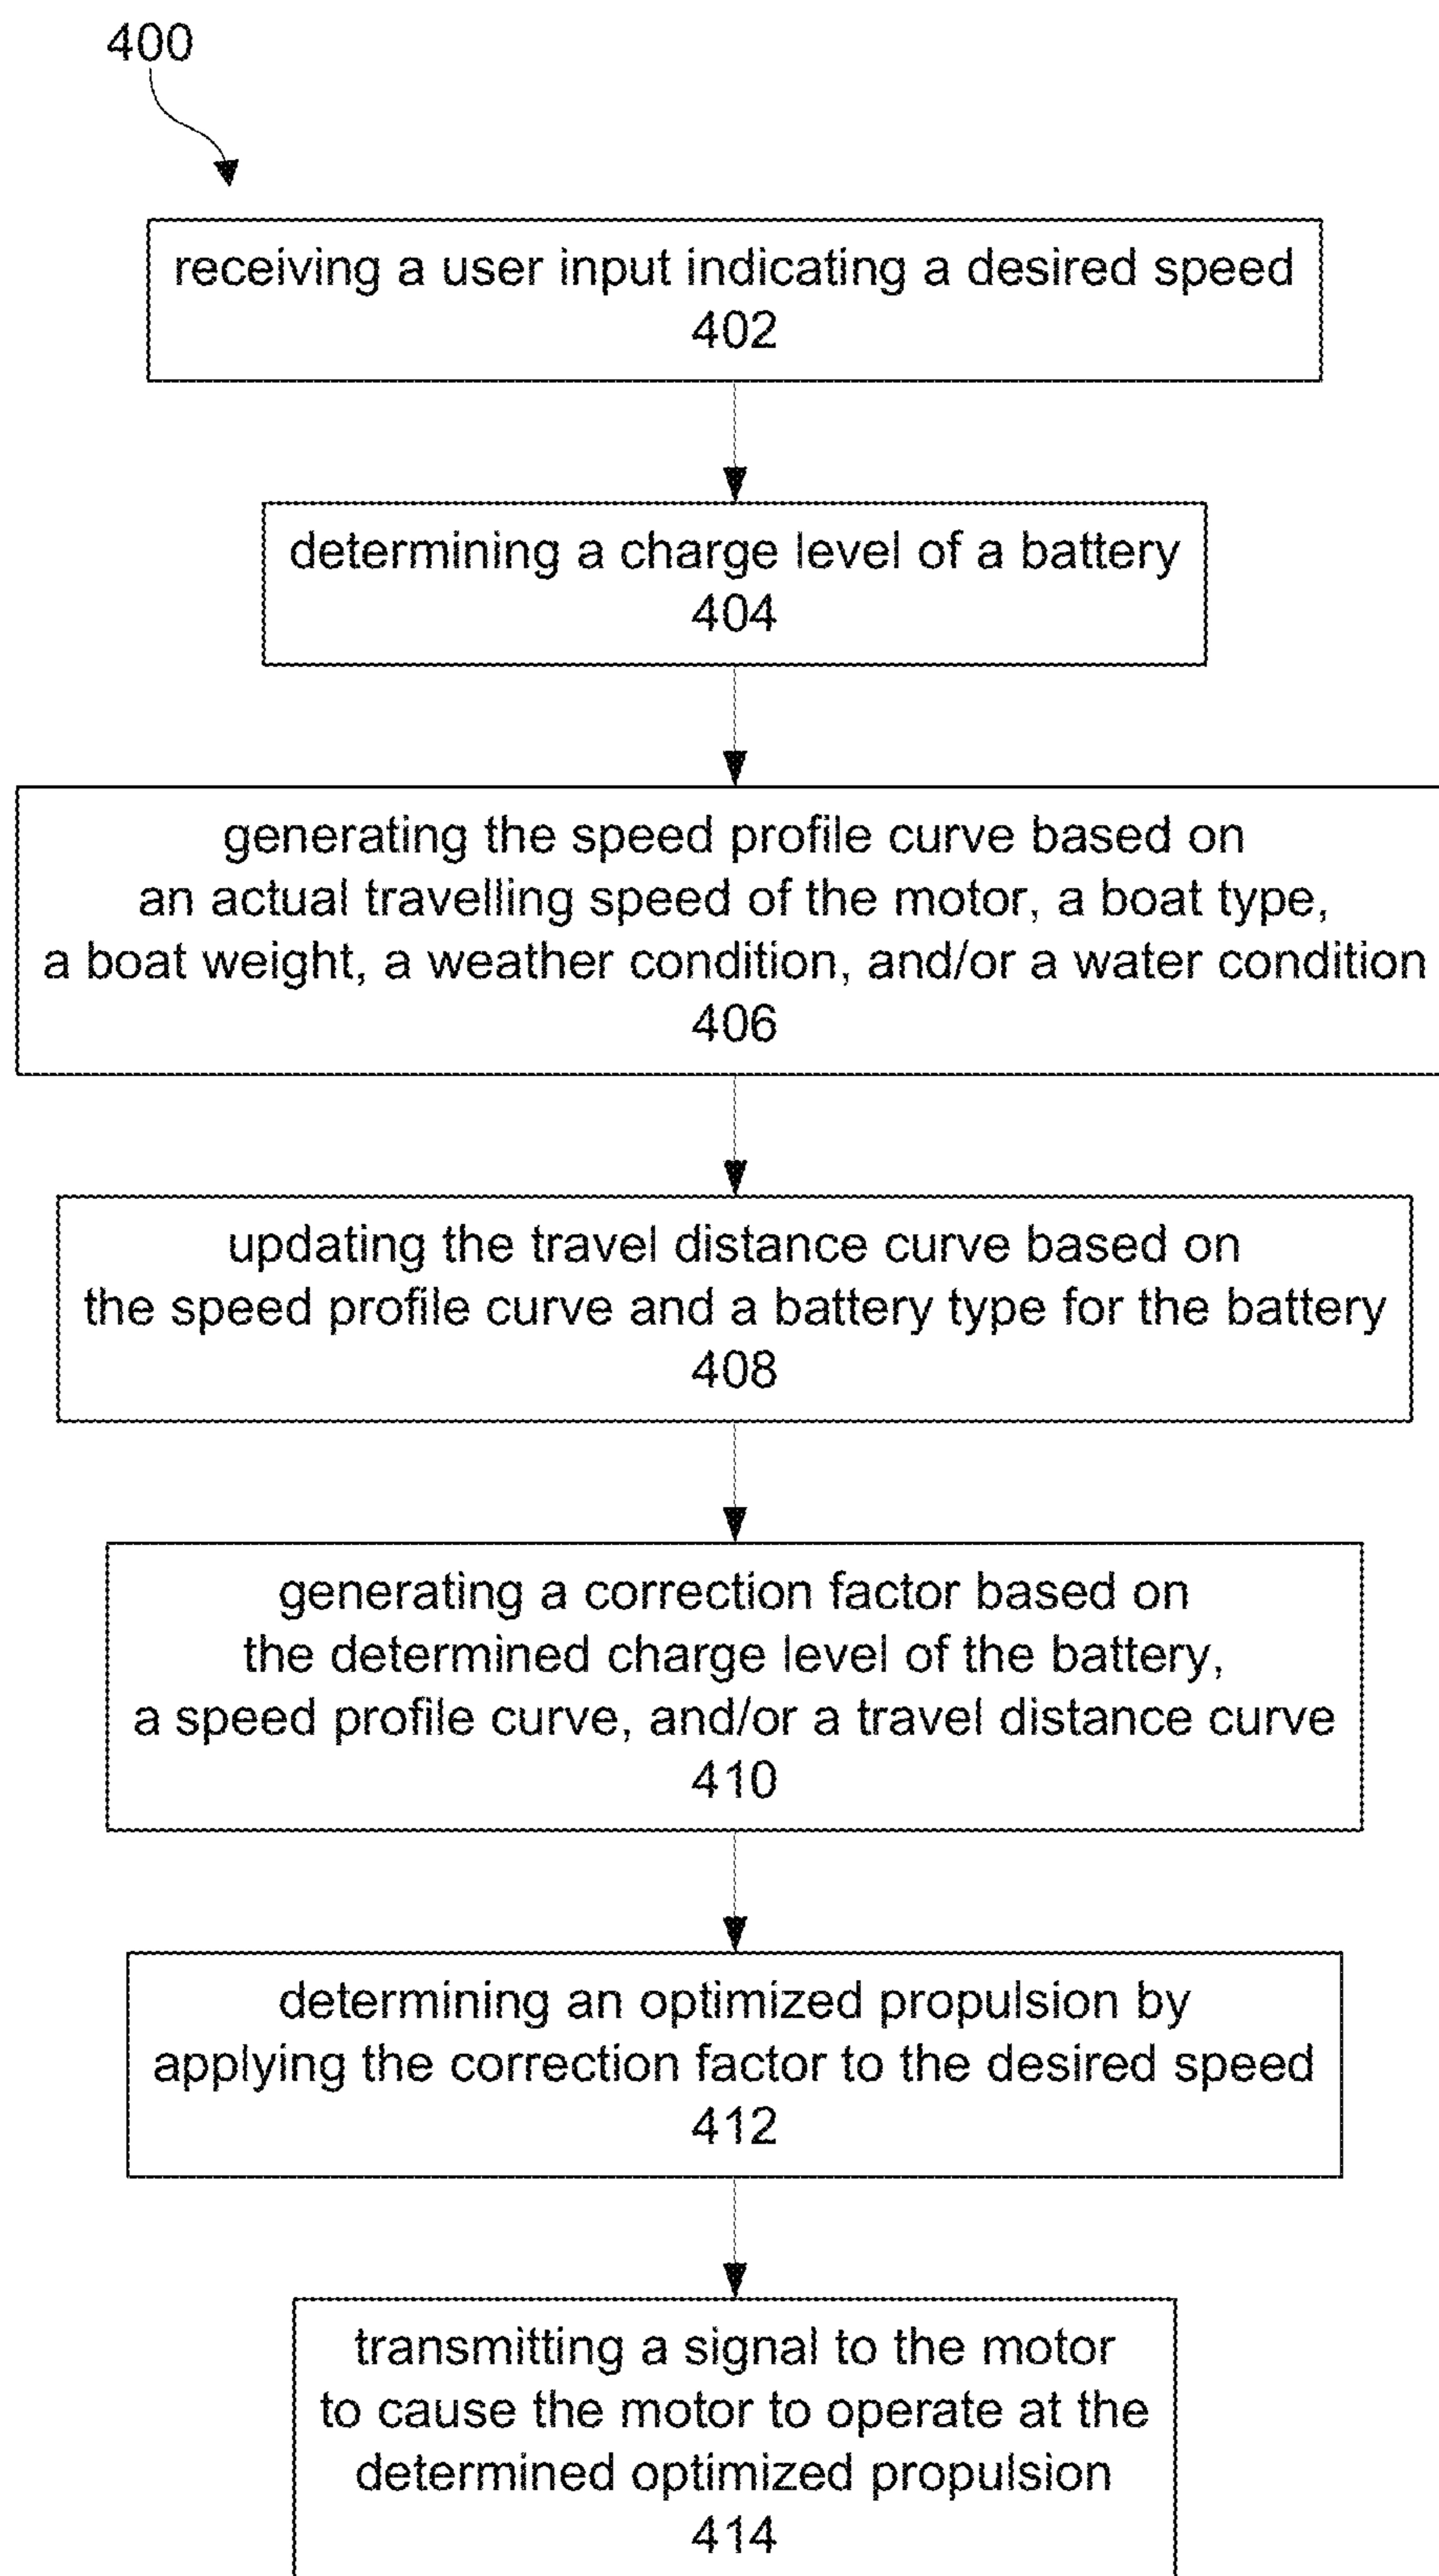 400
receiving a user input indicating a desired speed
402
determining a charge level of a battery
404
generating the speed profile curve based on
an actual travelling speed of the motor, a boat type,
a boat weight, a weather condition, and/or a water condition
406
updating the travel distance curve based on
the speed profile curve and a battery type for the battery
408
generating a correction factor based on
the determined charge level of the battery,
a speed profile curve, and/or a travel distance curve
410
determining an optimized propulsion by
applying the correction factor to the desired speed
412
transmitting a signal to the motor
to cause the motor to operate at the
determined optimized propulsion
414